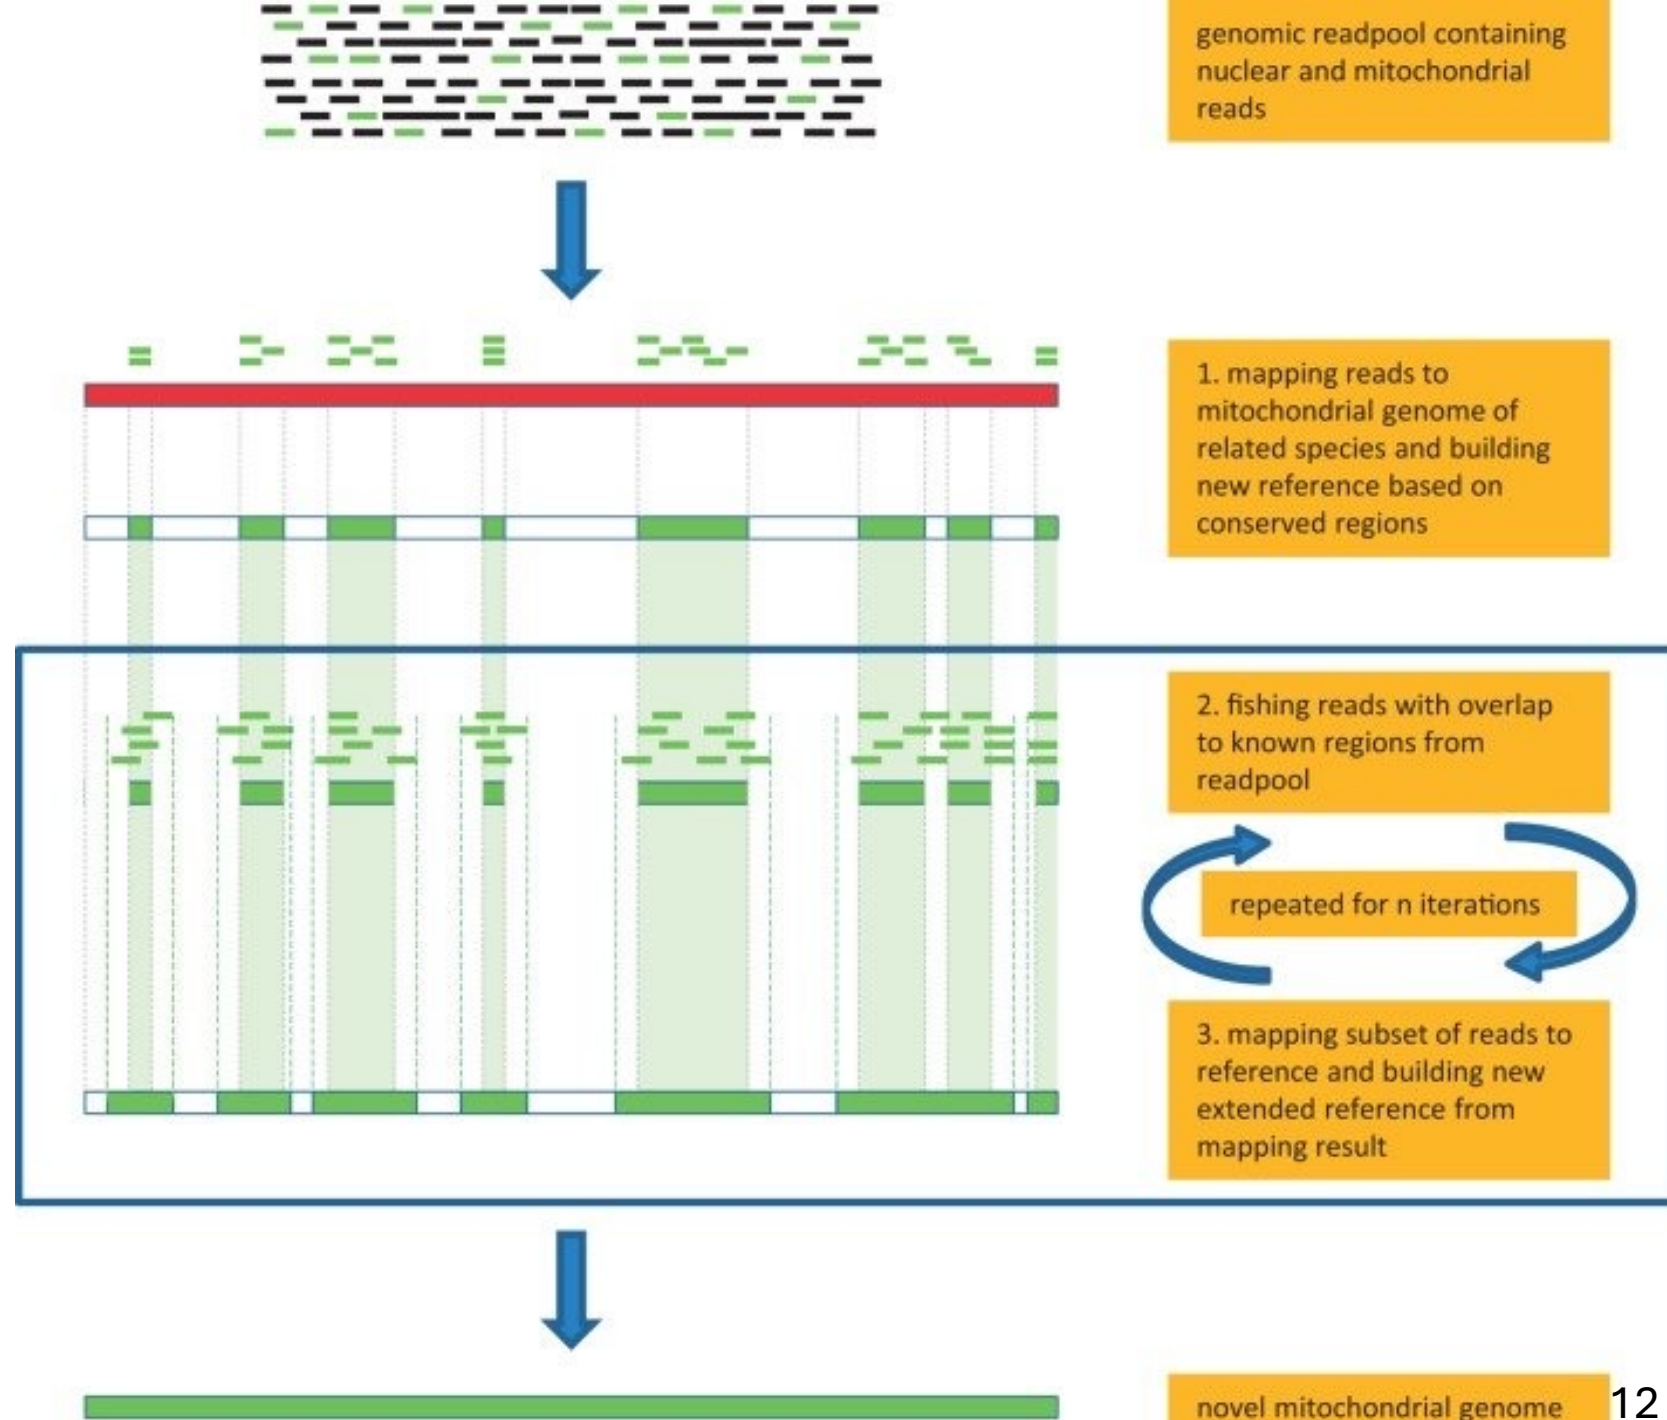 genomic readpool containing
nuclear and mitochondrial
reads
1. mapping reads to
mitochondrial genome of
related species and building
new reference based on
conserved regions
2. fishing reads with overlap
to known regions from
readpool
repeated for n iterations
3. mapping subset of reads to
reference and building new
extended reference from
mapping result
novel mitochondrial genome
12